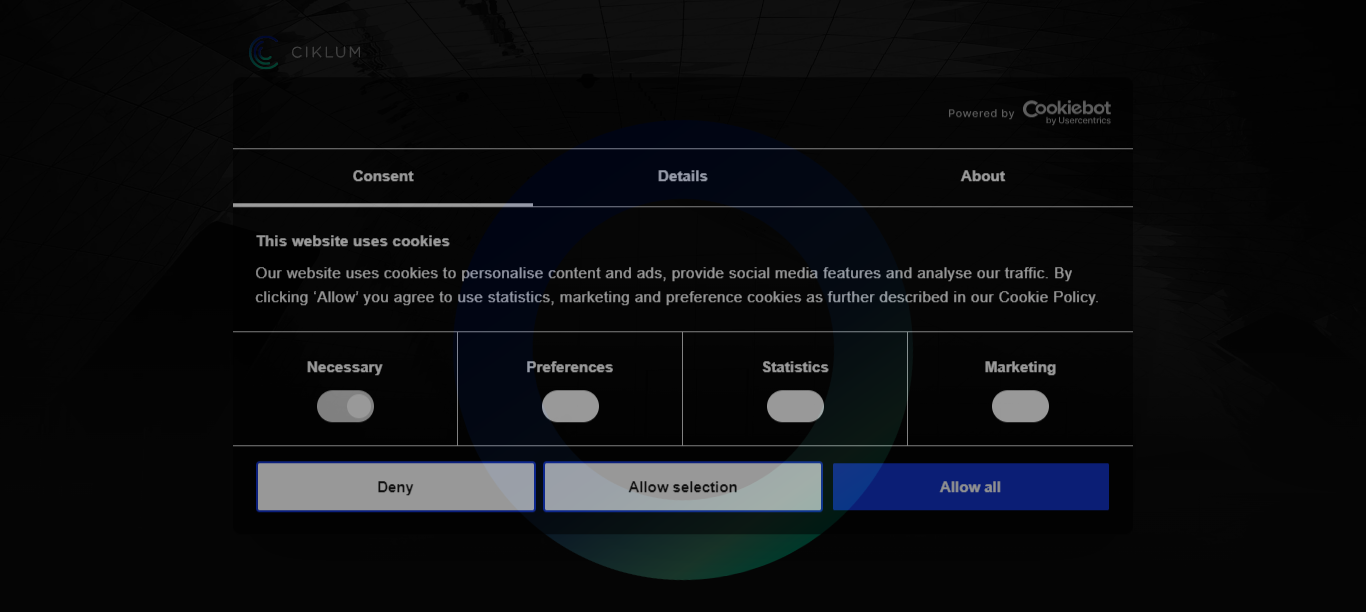 CIKLUM
Powered by Cookiebot
by Usercentrics
Consent Details About
This website uses cookies
Our website uses cookies to personalise content and ads, provide social media features and analyse our traffic. By
clicking ‘Allow’ you agree to use statistics, marketing and preference cookies as further described in our Cookie Policy.
Necessary Preferences Statistics Marketing
Deny Allow selection Allow all